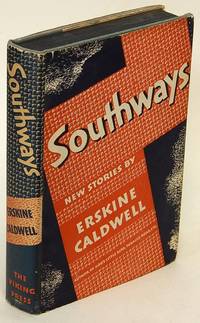 Southways
ERSKINE
CALDWELL
THE
VIKING
PRESS
Southways
NEW STORIES BY
ERSKINE
CALDWELL